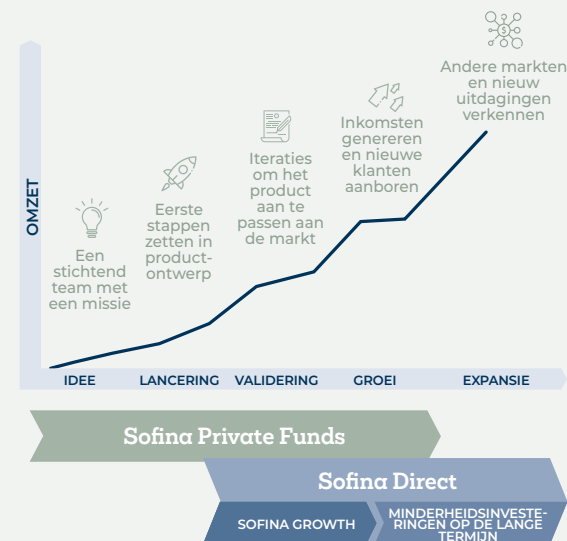 Andere markten
en nieuw
uitdagingen
verkennen
Inkomsten
genereren
en nieuwe
klanten
aanboren
Iteraties
om het
product
aan te
passen aan
de markt
Eerste
stappen
zetten in
product-
ontwerp
Een
stichtend
team met
een missie
OMZET
IDEE
LANCERING
VALIDERING
GROEI
EXPANSIE
Sofina Private Funds
Sofina Direct
SOFINA GROWTH
MINDERHEIDSINVESTE-
RINGEN OP DE LANGE
TERMIJN